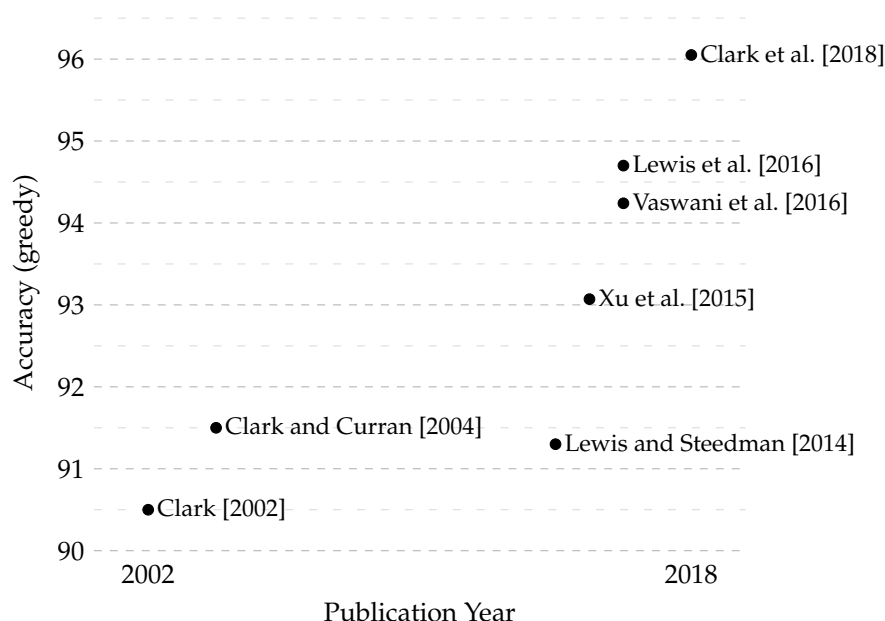 96
Clark et al. [2018]
95
Lewis et al. [2016]
Vaswani et al. [2016]
94
Accuracy (greedy)
93
Xu et al. [2015]
92
Clark and Curran [2004]
Lewis and Steedman [2014]
91
Clark [2002]
90
2002
2018
Publication Year